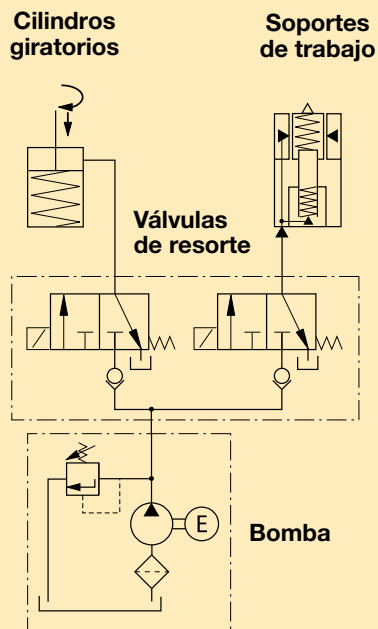 Cilindros
giratorios
Soportes
de trabajo
Válvulas
de resorte
E
Bomba